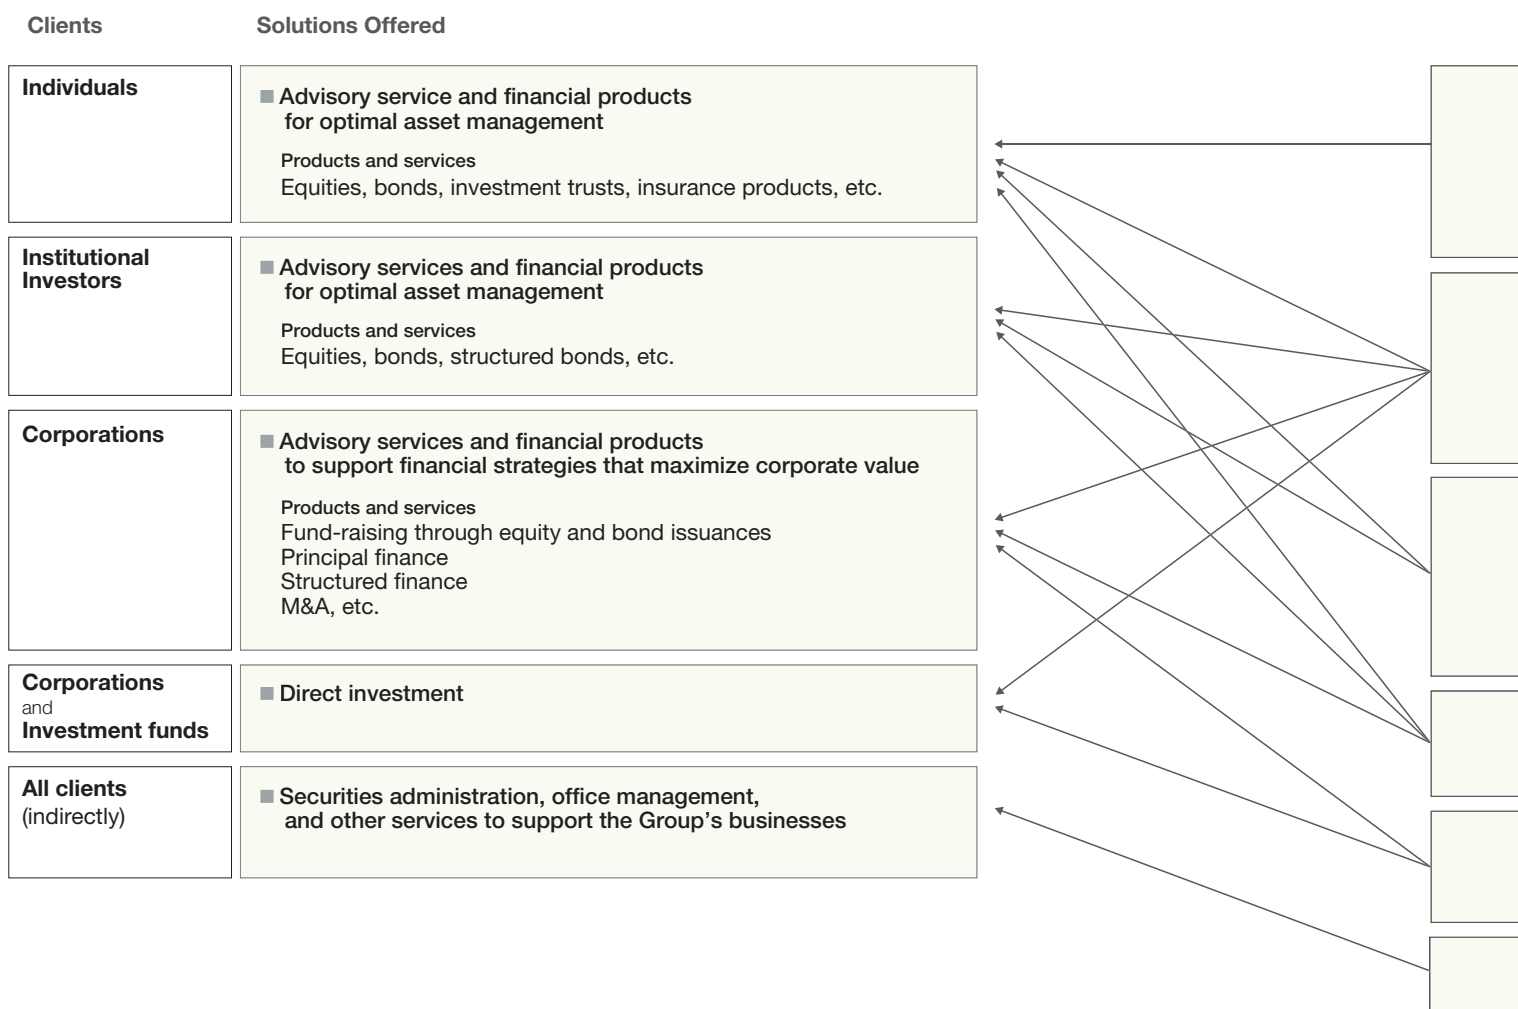 Clients
Solutions Offered
Individuals
■ Advisory service and financial products
for optimal asset management
Products and services
Equities, bonds, investment trusts, insurance products, etc.
Institutional
Investors
■ Advisory services and financial products
for optimal asset management
Products and services
Equities, bonds, structured bonds, etc.
Corporations
■ Advisory services and financial products
to support financial strategies that maximize corporate value
Products and services
Fund-raising through equity and bond issuances
Principal finance
Structured finance
M&A, etc.
Corporations
and
Investment funds
■ Direct investment
All clients
(indirectly)
■ Securities administration, office management,
and other services to support the Group’s businesses